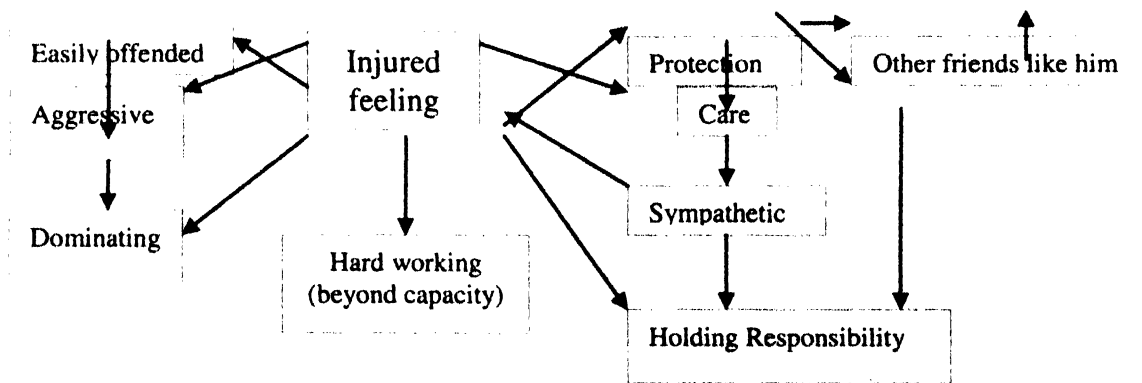 Easily offended
Aggressive
Dominating
Injured
feeling
Hard working
(beyond capacity)
Protection
Care
Sympathetic
Holding Responsibility
Other friends like him